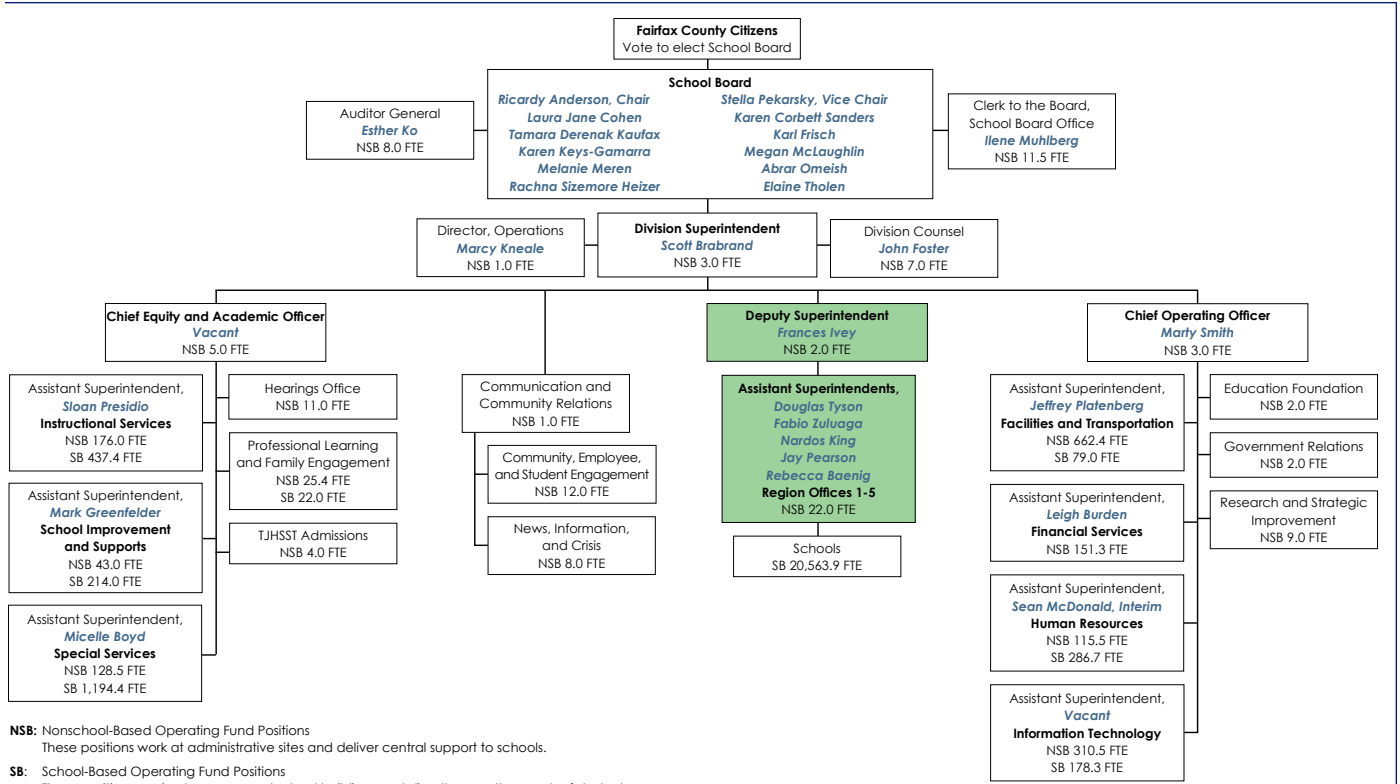 Fairfax County Citizens
Vote to elect School Board
School Board
Ricardy Anderson, Chair
Laura Jane Cohen
Tamara Derenak Kaufax
Karen Keys-Gamarra
Melanie Meren
Rachna Sizemore Heizer
Stella Pekarsky, Vice Chair
Karen Corbett Sanders
Karl Frisch
Megan McLaughlin
Abrar Omeish
Elaine Tholen
Auditor General
Esther Ko
NSB 8.0 FTE
Clerk to the Board,
School Board Office
Ilene Muhlberg
NSB 11.5 FTE
Director, Operations
Marcy Kneale
NSB 1.0 FTE
Division Superintendent
Scott Brabrand
NSB 3.0 FTE
Division Counsel
John Foster
NSB 7.0 FTE
Chief Equity and Academic Officer
Vacant
NSB 5.0 FTE
Assistant Superintendent,
Sloan Presidio
Instructional Services
NSB 176.0 FTE
SB 437.4 FTE
Assistant Superintendent,
Mark Greenfelder
School Improvement
and Supports
NSB 43.0 FTE
SB 214.0 FTE
Assistant Superintendent,
Micelle Boyd
Special Services
NSB 128.5 FTE
SB 1,194.4 FTE
Hearings Office
NSB 11.0 FTE
Professional Learning
and Family Engagement
NSB 25.4 FTE
SB 22.0 FTE
TJHSST Admissions
NSB 4.0 FTE
Communication and
Community Relations
NSB 1.0 FTE
Community, Employee,
and Student Engagement
NSB 12.0 FTE
News, Information,
and Crisis
NSB 8.0 FTE
Deputy Superintendent
Frances Ivey
NSB 2.0 FTE
Assistant Superintendents,
Douglas Tyson
Fabio Zuluaga
Nardos King
Jay Pearson
Rebecca Baenig
Region Offices 1-5
NSB 22.0 FTE
Schools
SB 20,563.9 FTE
Chief Operating Officer
Marty Smith
NSB 3.0 FTE
Assistant Superintendent,
Jeffrey Platenberg
Facilities and Transportation
NSB 662.4 FTE
SB 79.0 FTE
Assistant Superintendent,
Leigh Burden
Financial Services
NSB 151.3 FTE
Assistant Superintendent,
Sean McDonald, Interim
Human Resources
NSB 115.5 FTE
SB 286.7 FTE
Assistant Superintendent,
Vacant
Information Technology
NSB 310.5 FTE
SB 178.3 FTE
Education Foundation
NSB 2.0 FTE
Government Relations
NSB 2.0 FTE
Research and Strategic
Improvement
NSB 9.0 FTE
NSB: Nonschool-Based Operating Fund Positions
These positions work at administrative sites and deliver central support to schools.
SB: School-Based Operating Fund Positions